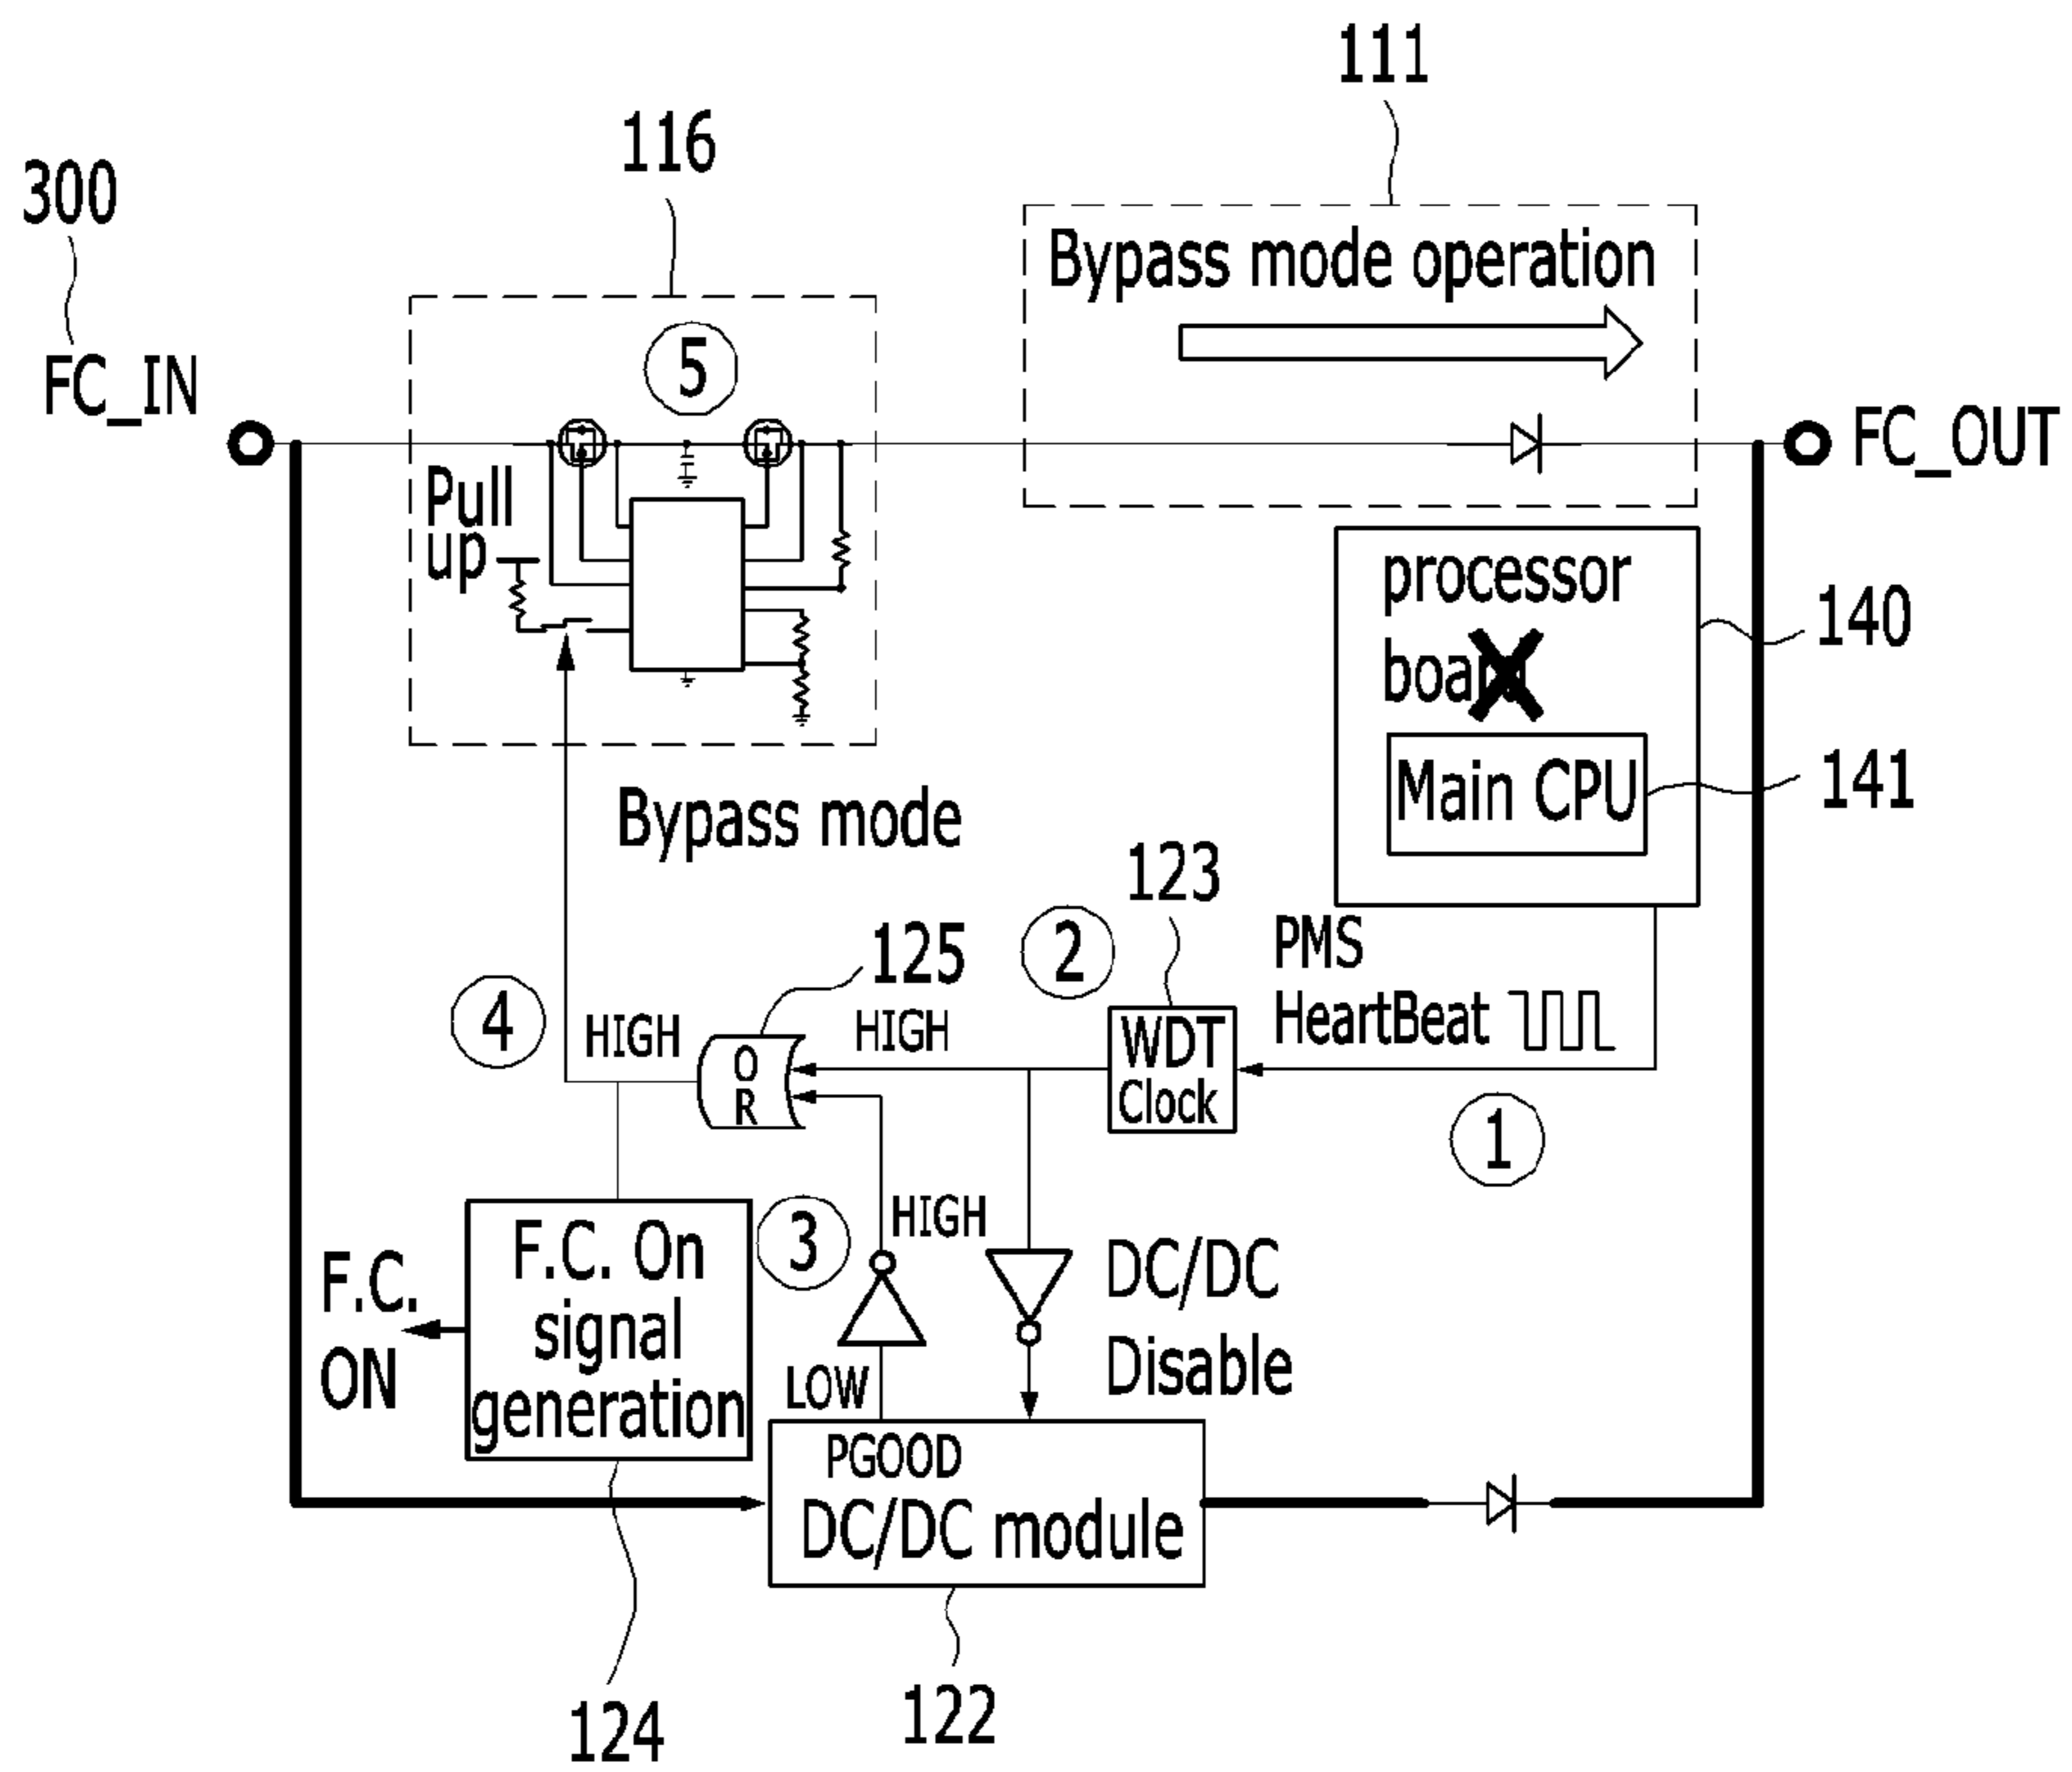 111
116
300
Bypass mode operation
5
FC_IN
FC_OUT
Pull
up
processor
board
140
Main CPU
141
Bypass mode
123
125
2
PMS
HeartBeat
4
HIGH
HIGH
O
R
WDT
Clock
1
3
HIGH
F.C. On
signal
generation
F.C.
ON
DC/DC
Disable
LOW
PGOOD
DC/DC module
124
122